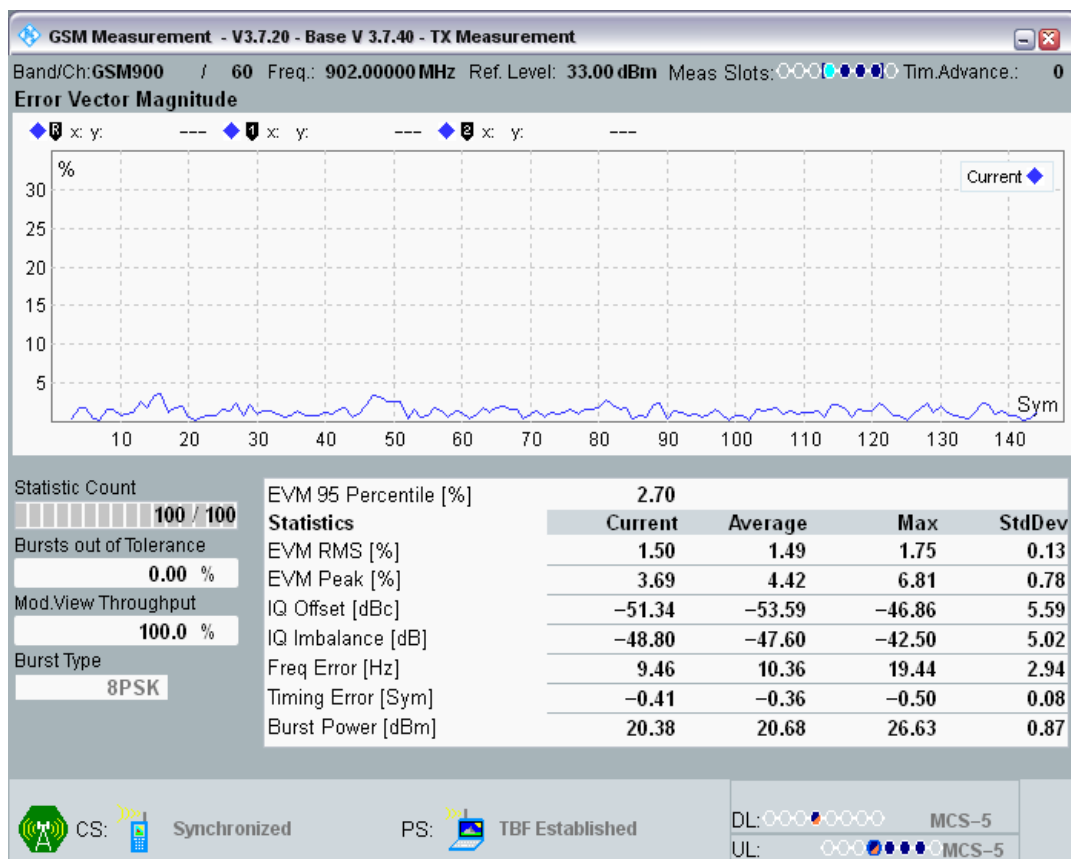 GSM Measurement - V3.7.20 - Base V 3.7.40 - TX Measurement
Band/Ch:GSM900 / 60 Freq.: 902.00000 MHz Ref. Level: 33.00 dBm Meas Slots: Tim.Advance.: 0
Error Vector Magnitude
R x: y: --- 1 x: y: --- 2 x: y: ---
%
Current
30
25
20
15
10
5
Sym
10 20 30 40 50 60 70 80 90 100 110 120 130 140
Statistic Count
100 / 100
Bursts out of Tolerance
0.00 %
Mod.View Throughput
100.0 %
Burst Type
8PSK
EVM 95 Percentile [%] 2.70
Statistics Current Average Max StdDev
EVM RMS [%] 1.50 1.49 1.75 0.13
EVM Peak [%] 3.69 4.42 6.81 0.78
IQ Offset [dBc] −51.34 −53.59 −46.86 5.59
IQ Imbalance [dB] −48.80 −47.60 −42.50 5.02
Freq Error [Hz] 9.46 10.36 19.44 2.94
Timing Error [Sym] −0.41 −0.36 −0.50 0.08
Burst Power [dBm] 20.38 20.68 26.63 0.87
CS: Synchronized PS: TBF Established
DL: MCS−5
UL: MCS−5